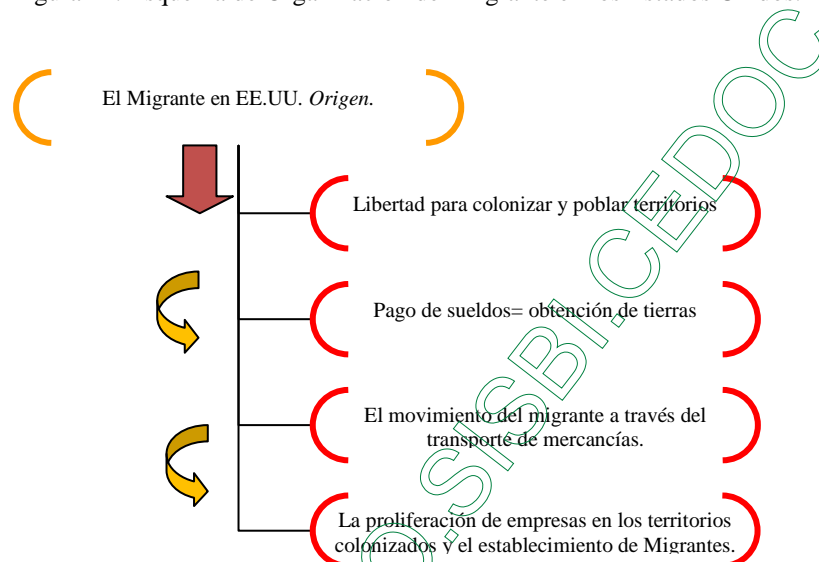 El Migrante en EE.UU. Origen.
Libertad para colonizar y poblar territorios
Pago de sueldos= obtención de tierras
El movimiento del migrante a través del
transporte de mercancías.
La proliferación de empresas en los territorios
colonizados y el establecimiento de Migrantes.
O.SISBI.CEDOC